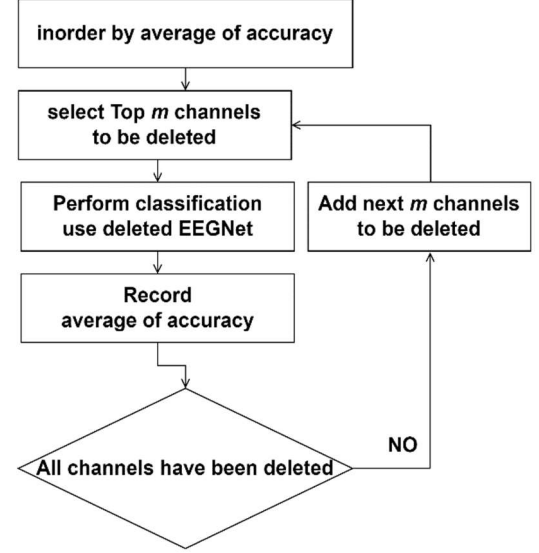 inorder by average of accuracy
select Top m channels
to be deleted
Perform classification
use deleted EEGNet
Add next m channels
to be deleted
Record
average of accuracy
All channels have been deleted
NO